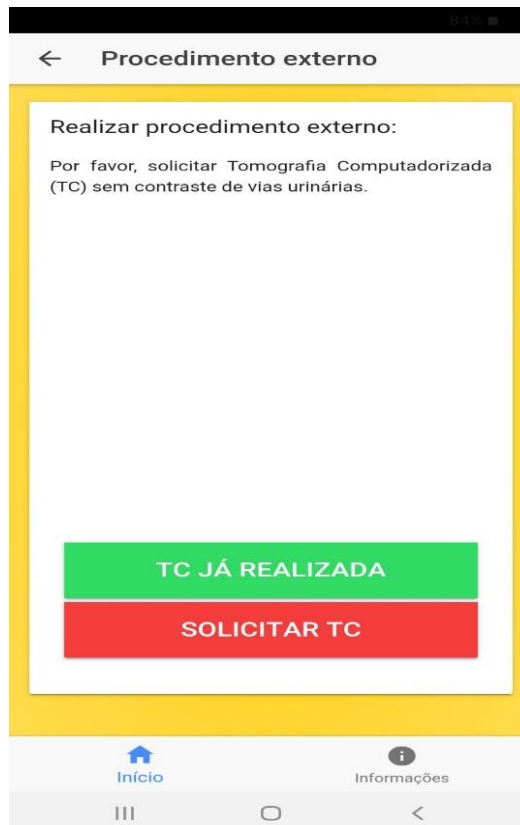 84%
Procedimento externo
Realizar procedimento externo:
Por favor, solicitar Tomografia Computadorizada
(TC) sem contraste de vias urinárias.
TC JÁ REALIZADA
SOLICITAR TC
Início
Informações